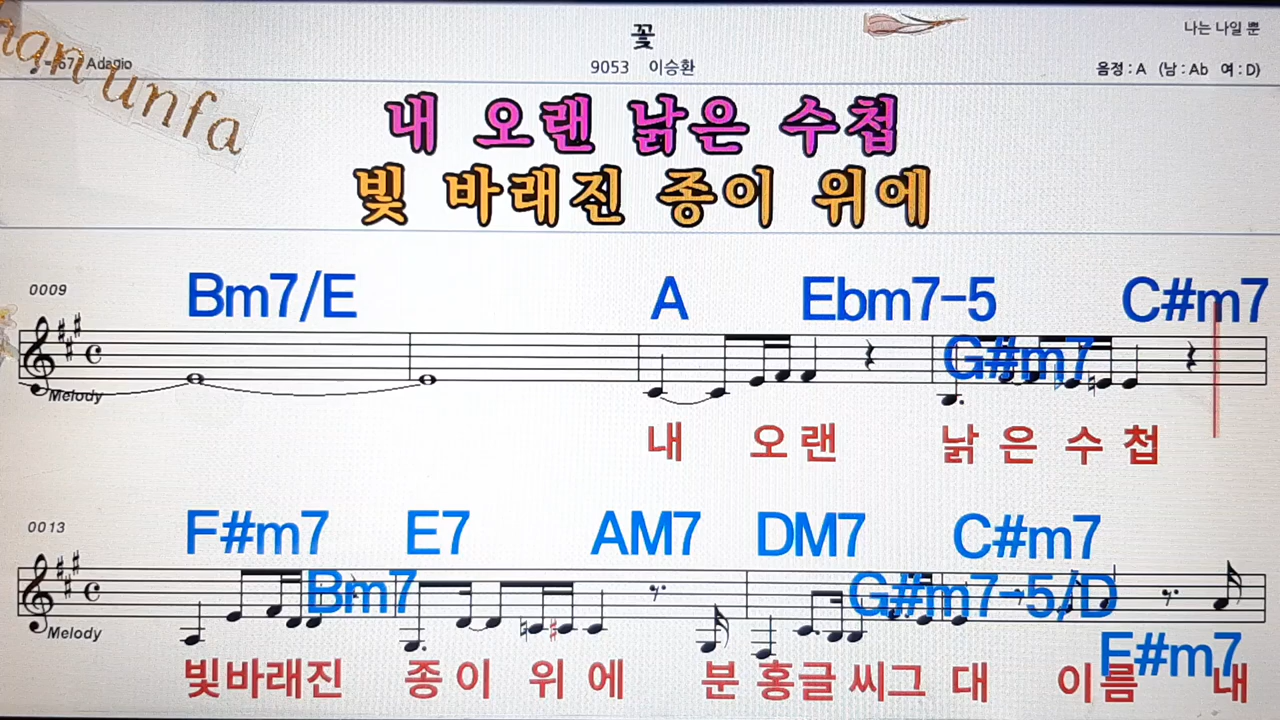 꽃
나는 나일 뿐
♩=67 Adagio
9053 이승환
음정 : A (남 : Ab 여 : D)
unfa
내 오랜 낡은 수첩
빛 바래진 종이 위에
0009
Bm7/E A Ebm7-5 C#m7
G#m7
Melody
내 오랜 낡은 수첩
0013
F#m7 E7 AM7 DM7 C#m7
Bm7 G#m7-5/D
Melody
F#m7
빛바래진 종이 위에 분홍글씨그대 이름 내